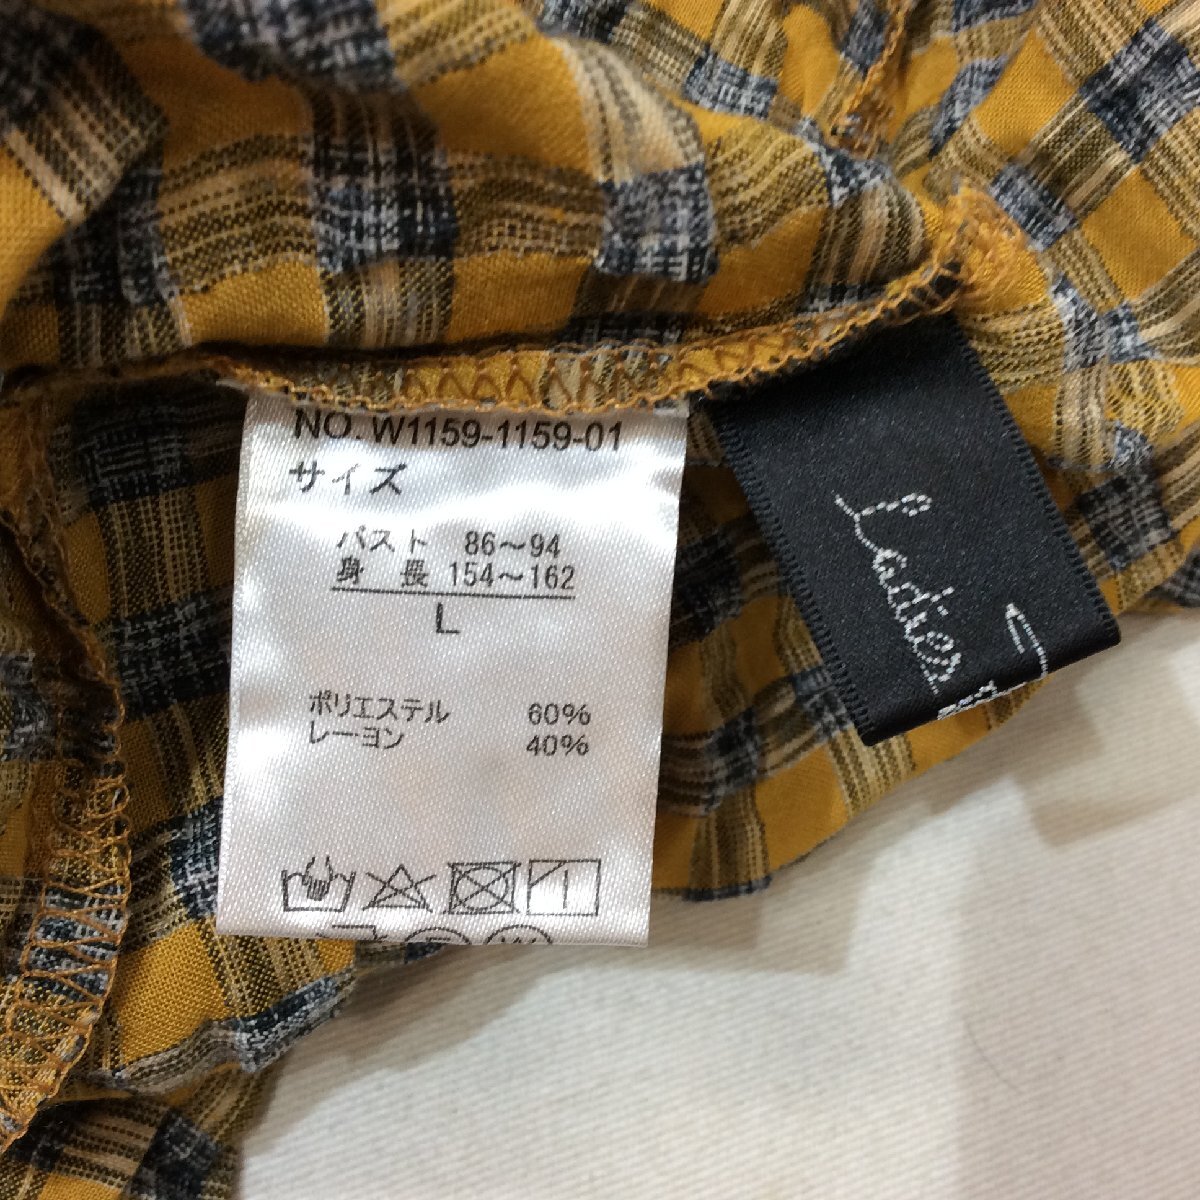 NO. W1159-1159-01
サイズ
バスト 86～94
身 長 154～162
L
ポリエステル 60%
レーヨン 40%
Ladies